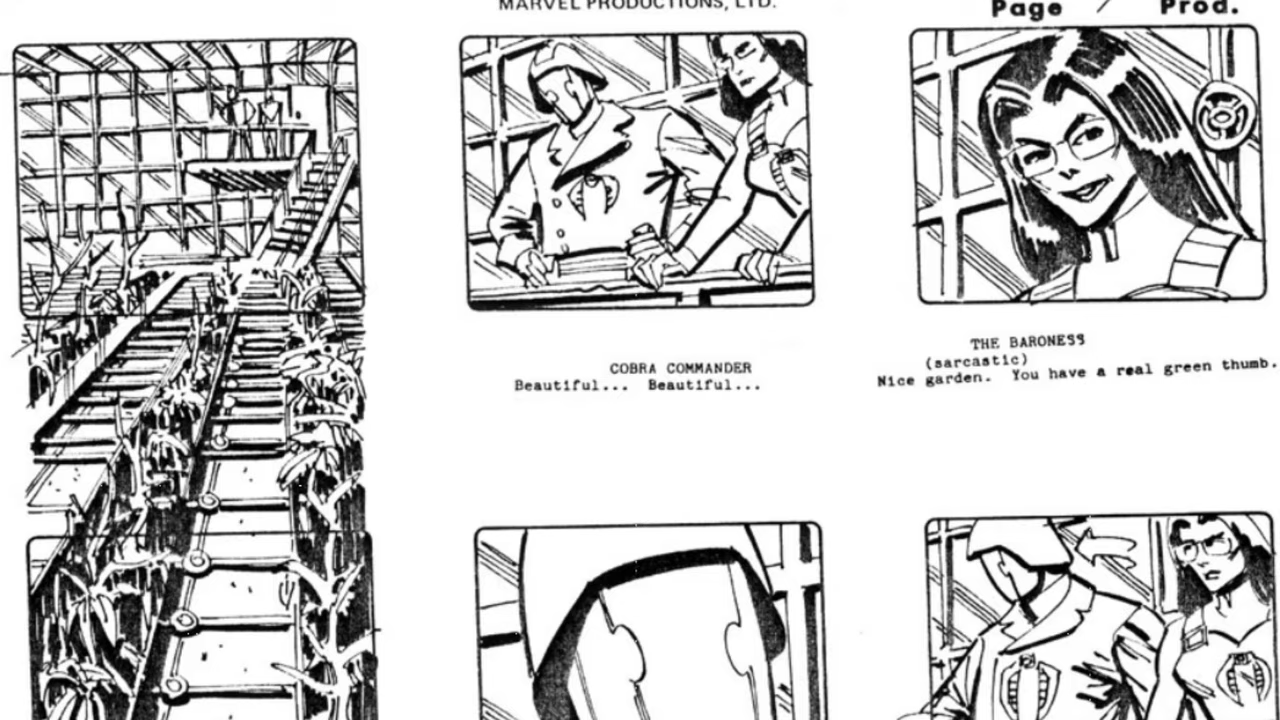 MARVEL PRODUCTIONS, LTD.
Page
Prod.
COBRA COMMANDER
Beautiful... Beautiful...
THE BARONESS
(sarcastic)
Nice garden. You have a real green thumb.